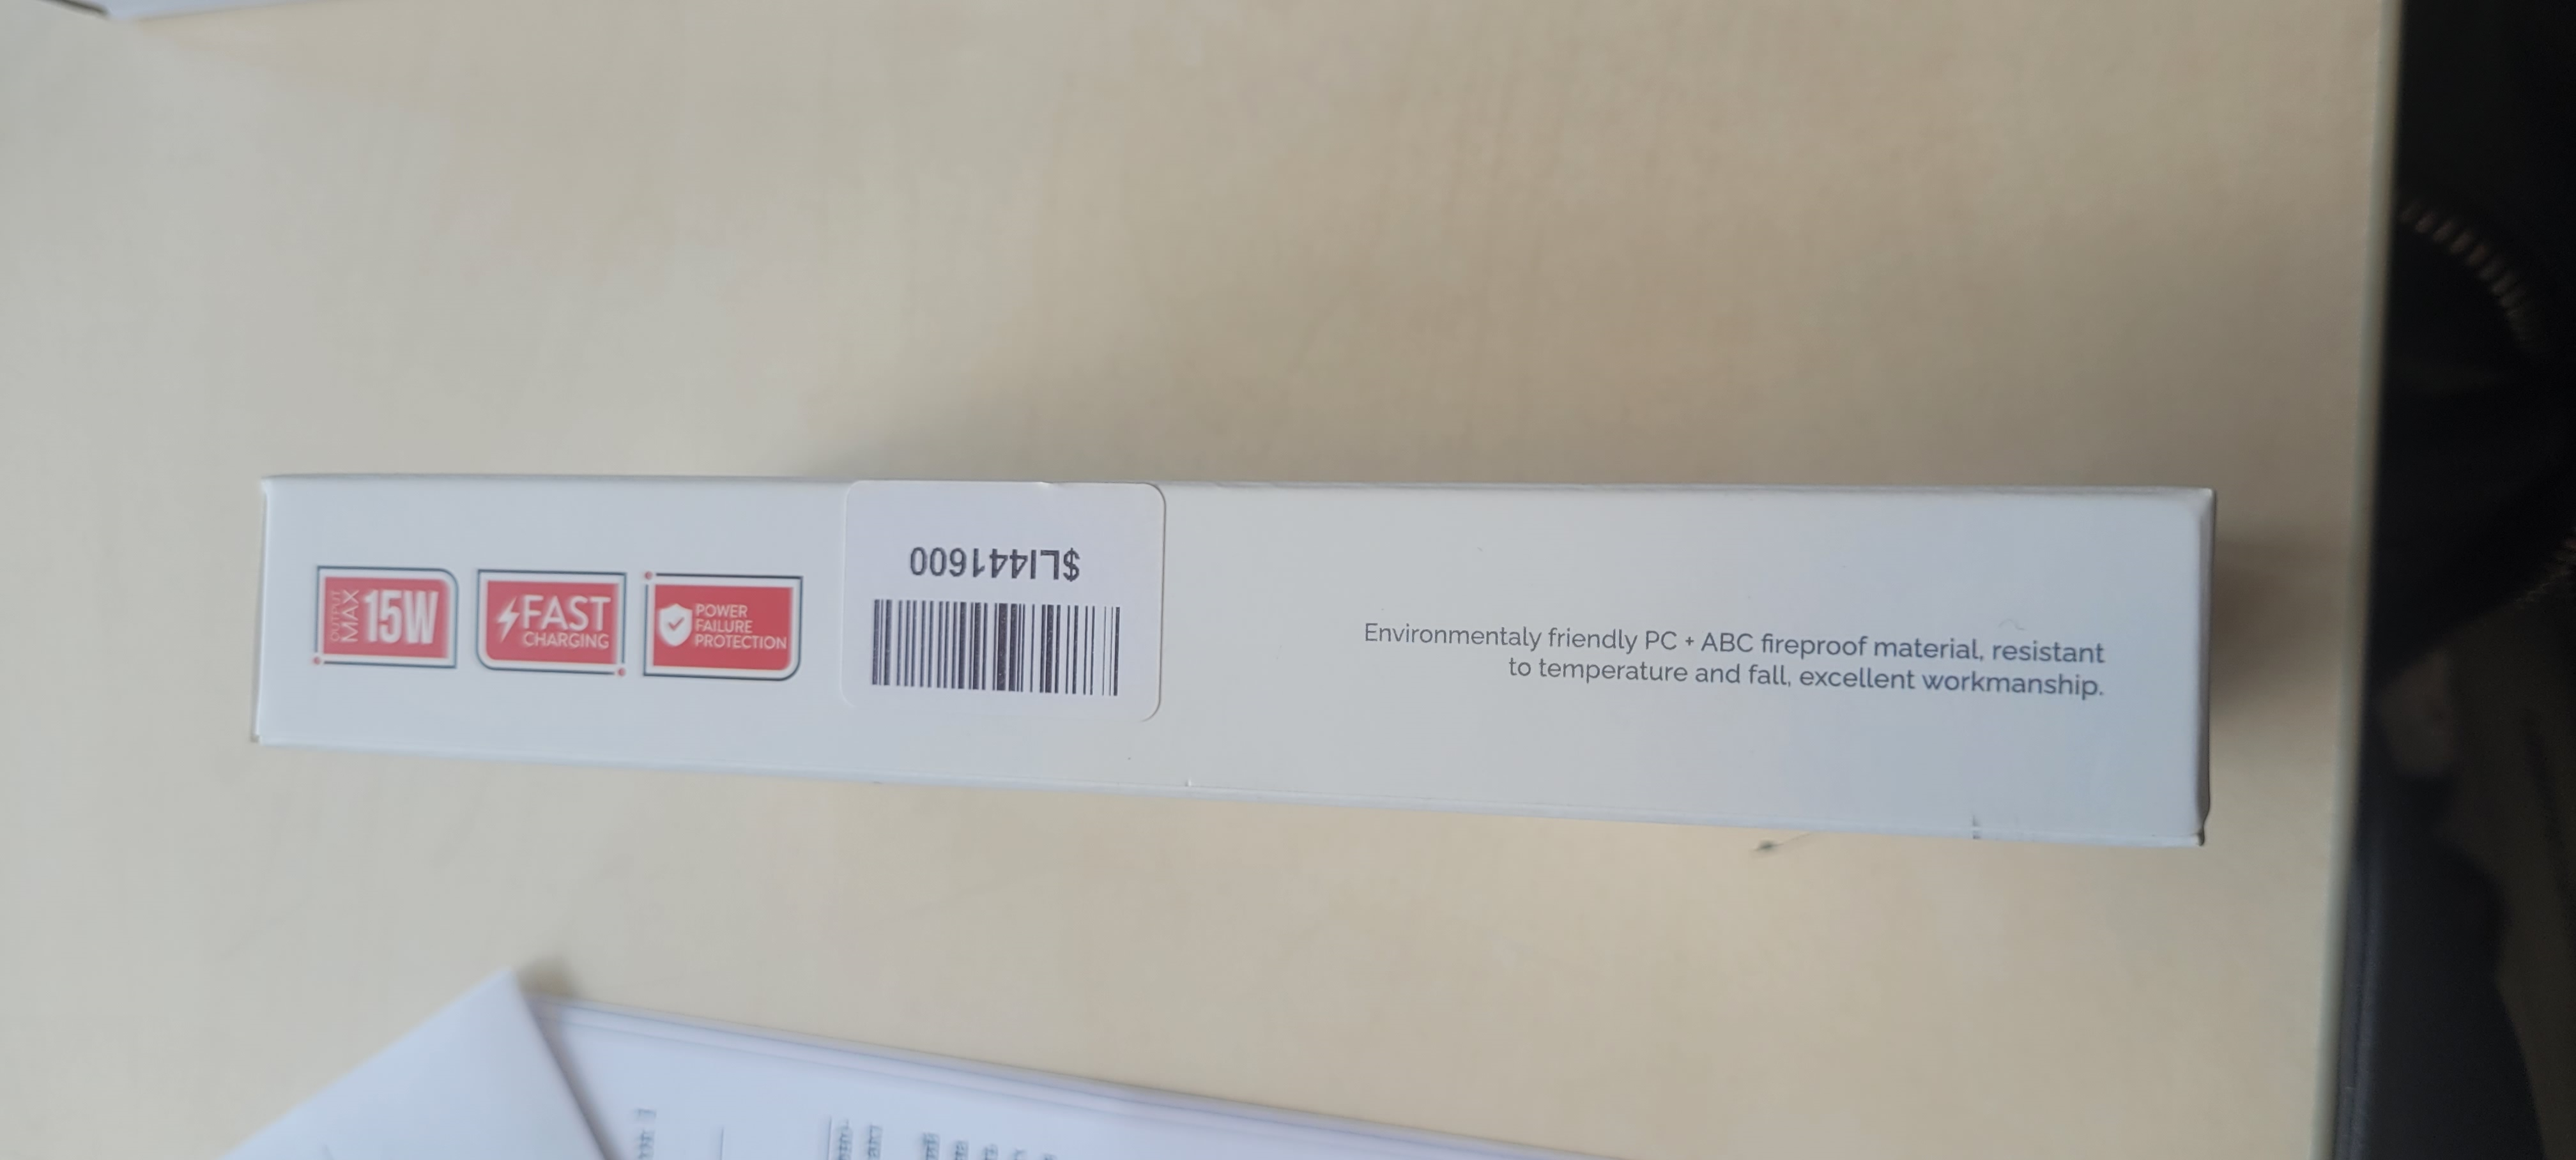 OUTPUT
MAX
15W
FAST
CHARGING
POWER
FAILURE
PROTECTION
$LI441600
Environmentaly friendly PC + ABC fireproof material, resistant
to temperature and fall, excellent workmanship.